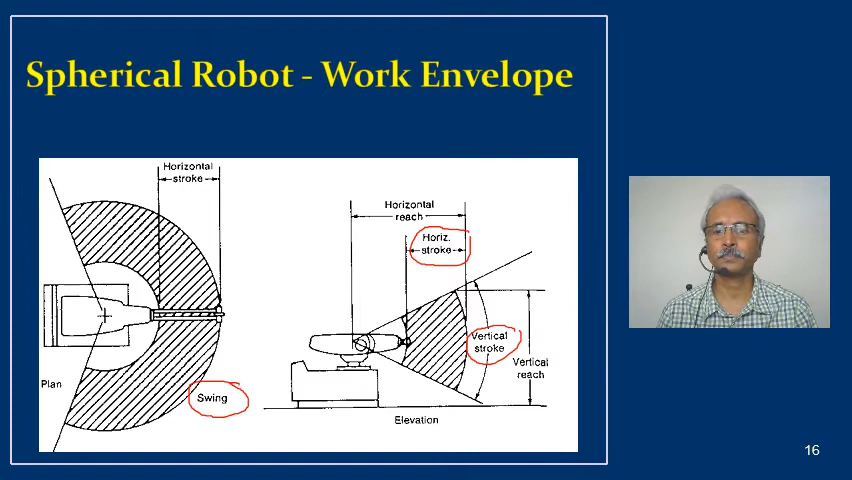 Spherical Robot - Work Envelope
Horizontal
stroke
Plan
Swing
Horizontal
reach
Horiz.
stroke
Vertical
stroke
Vertical
reach
Elevation
16